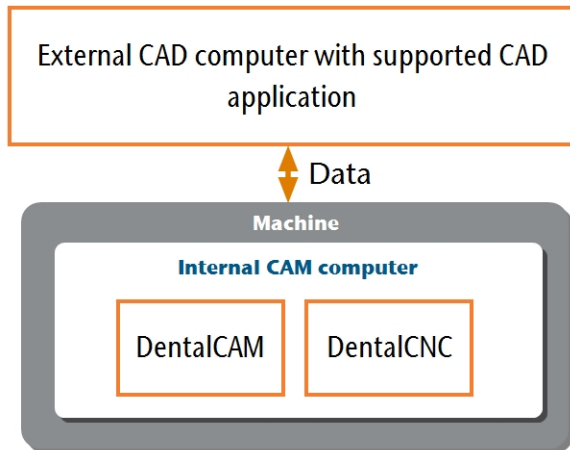 External CAD computer with supported CAD
application
Data
Machine
Internal CAM computer
DentalCAM
DentalCNC